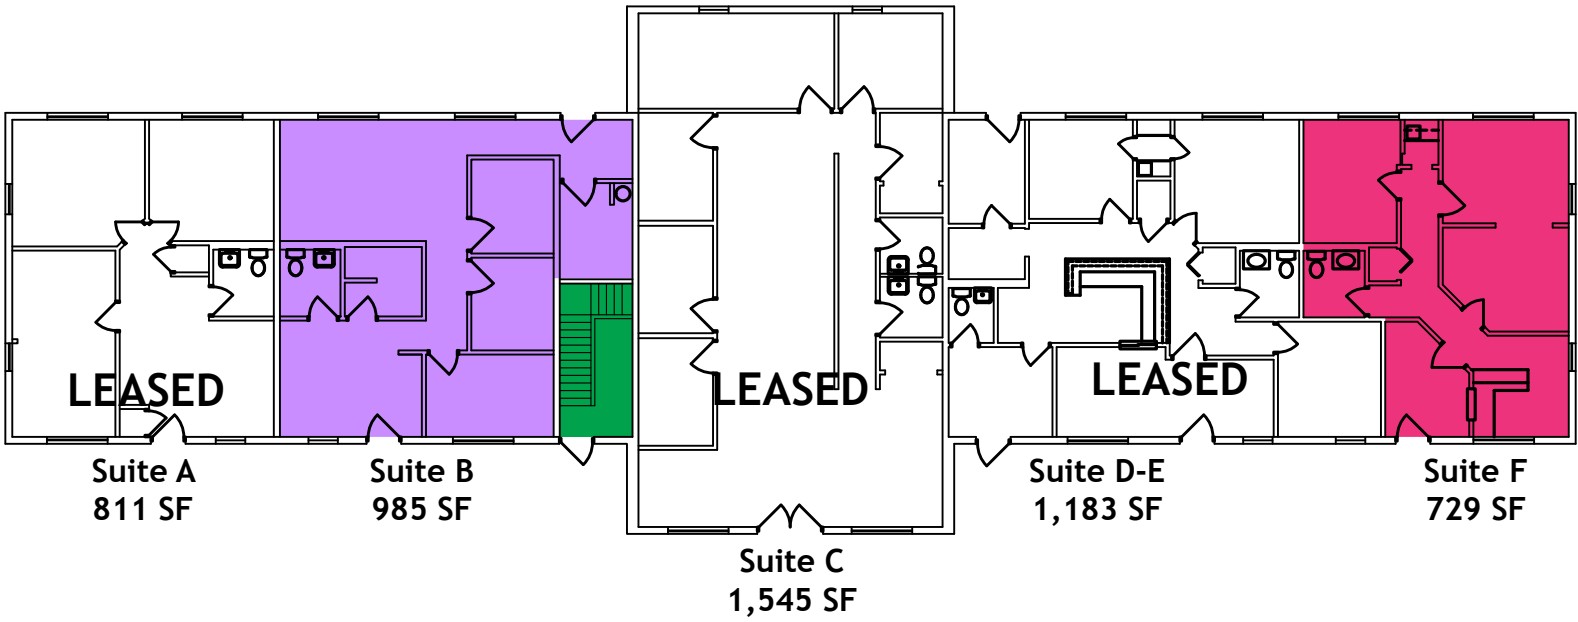 LEASED
LEASED
LEASED
Suite A
811 SF
Suite B
985 SF
Suite D-E
1,183 SF
Suite F
729 SF
Suite C
1,545 SF